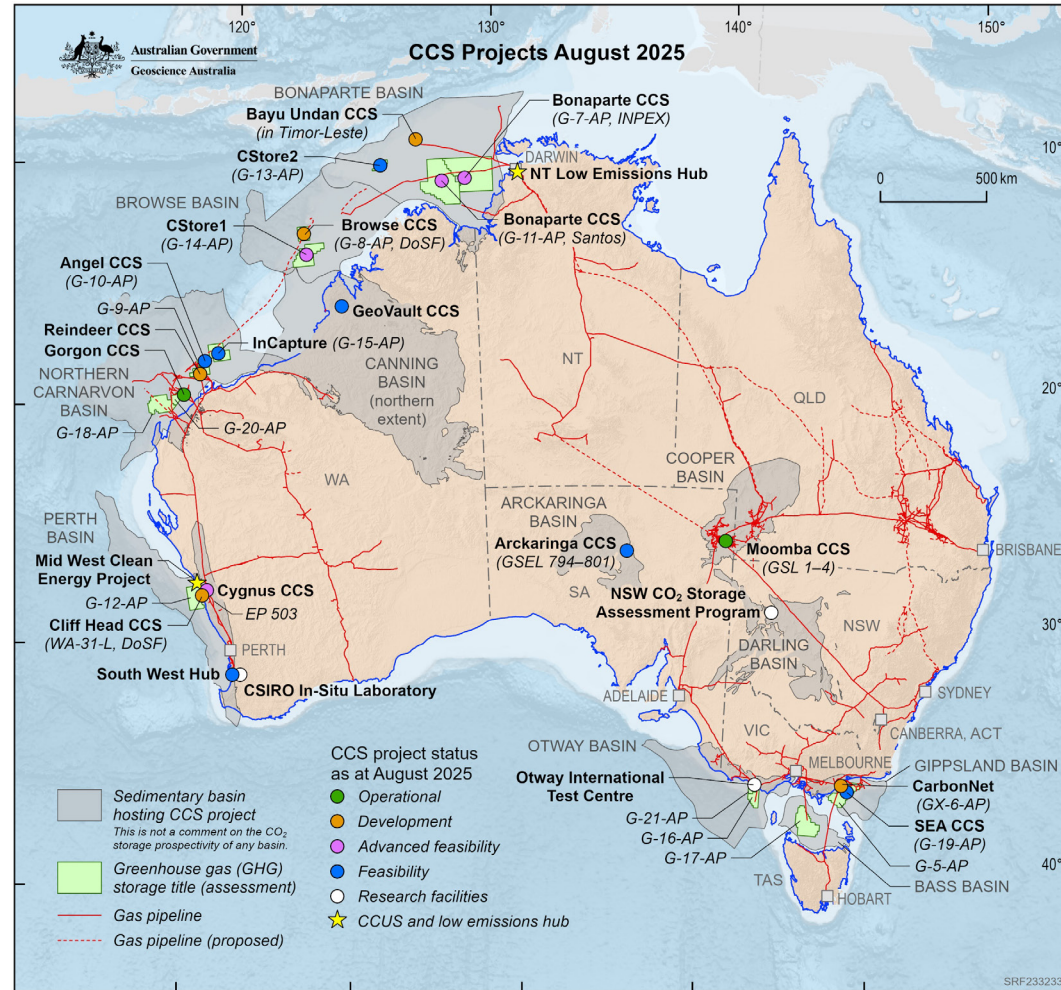 120°
130°
140°
150°
Australian Government
Geoscience Australia
CCS Projects August 2025
BONAPARTE BASIN
Bayu Undan CCS
(in Timor-Leste)
Bonaparte CCS
(G-7-AP, INPEX)
10°
CStore2
(G-13-AP)
DARWIN
NT Low Emissions Hub
0
500 km
BROWSE BASIN
CStore1
(G-14-AP)
Browse CCS
(G-8-AP, DoSF)
Bonaparte CCS
(G-11-AP, Santos)
Angel CCS
(G-10-AP)
G-9-AP
GeoVault CCS
Reindeer CCS
InCapture (G-15-AP)
Gorgon CCS
NORTHERN
CARNARVON
BASIN
CANNING
BASIN
(northern
extent)
NT
20°
QLD
G-18-AP
G-20-AP
COOPER
BASIN
WA
ARCKARINGA
BASIN
PERTH
BASIN
Arckaringa CCS
(GSEL 794–801)
Moomba CCS
(GSL 1–4)
BRISBANE
Mid West Clean
Energy Project
Cygnus CCS
G-12-AP
EP 503
SA
NSW CO₂ Storage
Assessment Program
Cliff Head CCS
(WA-31-L, DoSF)
NSW
30°
PERTH
DARLING
BASIN
South West Hub
CSIRO In-Situ Laboratory
ADELAIDE
SYDNEY
CANBERRA, ACT
VIC
OTWAY BASIN
MELBOURNE
GIPPSLAND BASIN
Otway International
Test Centre
CarbonNet
(GX-6-AP)
G-21-AP
G-16-AP
G-17-AP
SEA CCS
(G-19-AP)
G-5-AP
40°
TAS
BASS BASIN
HOBART
Sedimentary basin
hosting CCS project
This is not a comment on the CO₂
storage prospectivity of any basin.
Greenhouse gas (GHG)
storage title (assessment)
Gas pipeline
Gas pipeline (proposed)
CCS project status
as at August 2025
Operational
Development
Advanced feasibility
Feasibility
Research facilities
CCUS and low emissions hub
SRF233233